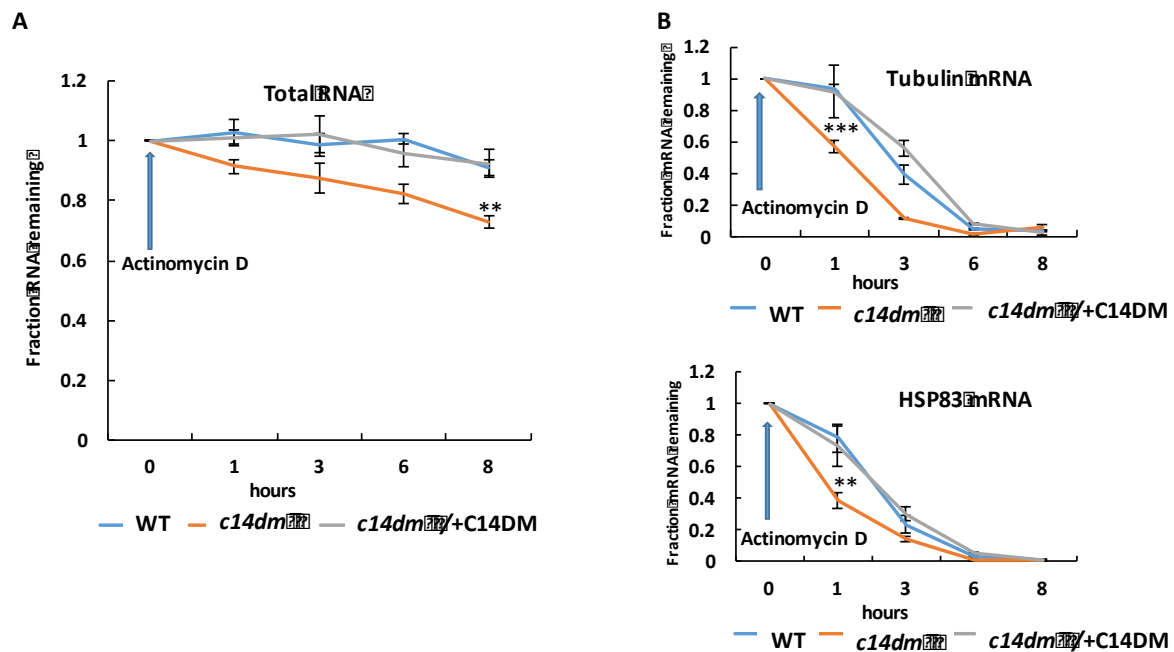 A
Total RNA
Fraction RNA remaining
1.2
1
0.8
0.6
0.4
0.2
0
Actinomycin D
0 1 3 6 8
hours
WT c14dm c14dm /+C14DM
B
Tubulin mRNA
Fraction mRNA remaining
1.2
1
0.8
0.6
0.4
0.2
0
***
Actinomycin D
0 1 3 6 8
hours
WT c14dm c14dm /+C14DM
HSP83 mRNA
Fraction mRNA remaining
1.2
1
0.8
0.6
0.4
0.2
0
**
Actinomycin D
0 1 3 6 8
hours
WT c14dm c14dm /+C14DM
**